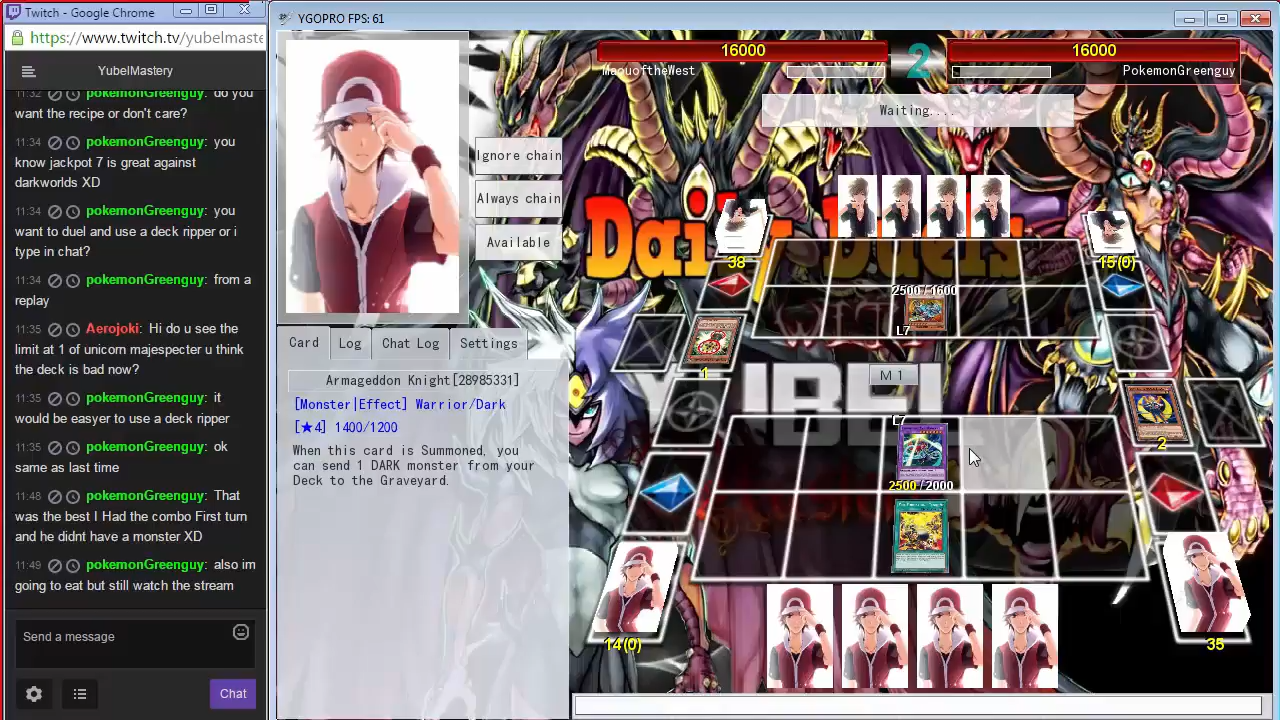 Twitch - Google Chrome
https://www.twitch.tv/yubelmaste
YubelMastery
11:32 pokemonGreenguy: do you
want the recipe or don't care?
11:34 pokemonGreenguy: you
know jackpot 7 is great against
darkworlds XD
11:34 pokemonGreenguy: you
want to duel and use a deck ripper or i
type in chat?
11:34 pokemonGreenguy: from a
replay
11:35 Aerojoki: Hi do u see the
limit at 1 of unicorn majespecter u think
the deck is bad now?
11:35 pokemonGreenguy: it
would be easyer to use a deck ripper
11:35 pokemonGreenguy: ok
same as last time
11:48 pokemonGreenguy: That
was the best I Had the combo First turn
and he didnt have a monster XD
11:49 pokemonGreenguy: also im
going to eat but still watch the stream
Send a message
Chat
YGOPRO FPS: 61
Ignore chain
Always chain
Available
Card
Log
Chat Log
Settings
Armageddon Knight[28985331]
[Monster|Effect] Warrior/Dark
[★4] 1400/1200
When this card is Summoned, you
can send 1 DARK monster from your
Deck to the Graveyard.
16000
2
16000
MaouoftheWest
PokemonGreenguy
Waiting....
Daily Duels
WITH
YUBEL
38
15(0)
2500/1600
L7
1
M 1
L7
2500/2000
2
14(0)
35